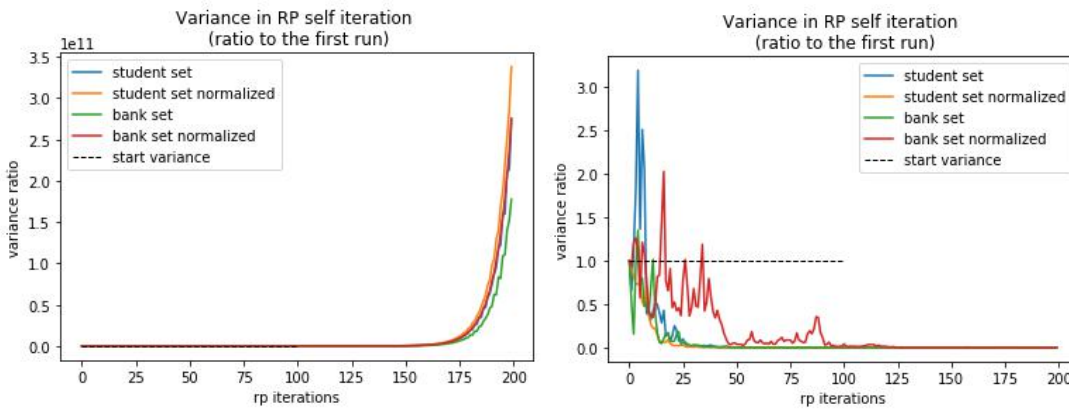 Variance in RP self iteration
(ratio to the first run)
1e11
3.5
3.0
2.5
2.0
1.5
1.0
0.5
0.0
variance ratio
student set
student set normalized
bank set
bank set normalized
start variance
0 25 50 75 100 125 150 175 200
rp iterations
Variance in RP self iteration
(ratio to the first run)
3.0
2.5
2.0
1.5
1.0
0.5
0.0
variance ratio
student set
student set normalized
bank set
bank set normalized
start variance
0 25 50 75 100 125 150 175 200
rp iterations